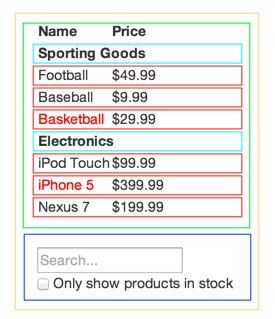 Name Price
Sporting Goods
Football $49.99
Baseball $9.99
Basketball $29.99
Electronics
iPod Touch $99.99
iPhone 5 $399.99
Nexus 7 $199.99
Search...
Only show products in stock